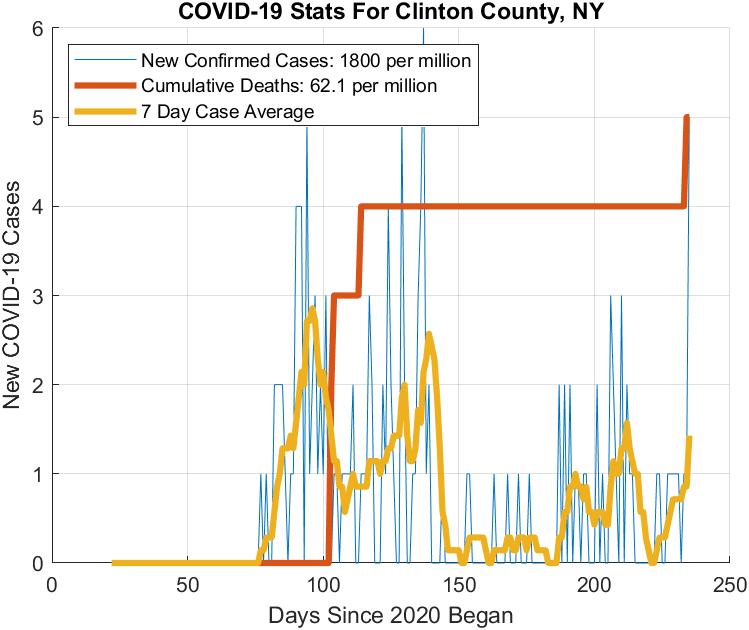 COVID-19 Stats For Clinton County, NY
New Confirmed Cases: 1800 per million
Cumulative Deaths: 62.1 per million
7 Day Case Average
New COVID-19 Cases
6
5
4
3
2
1
0
0 50 100 150 200 250
Days Since 2020 Began